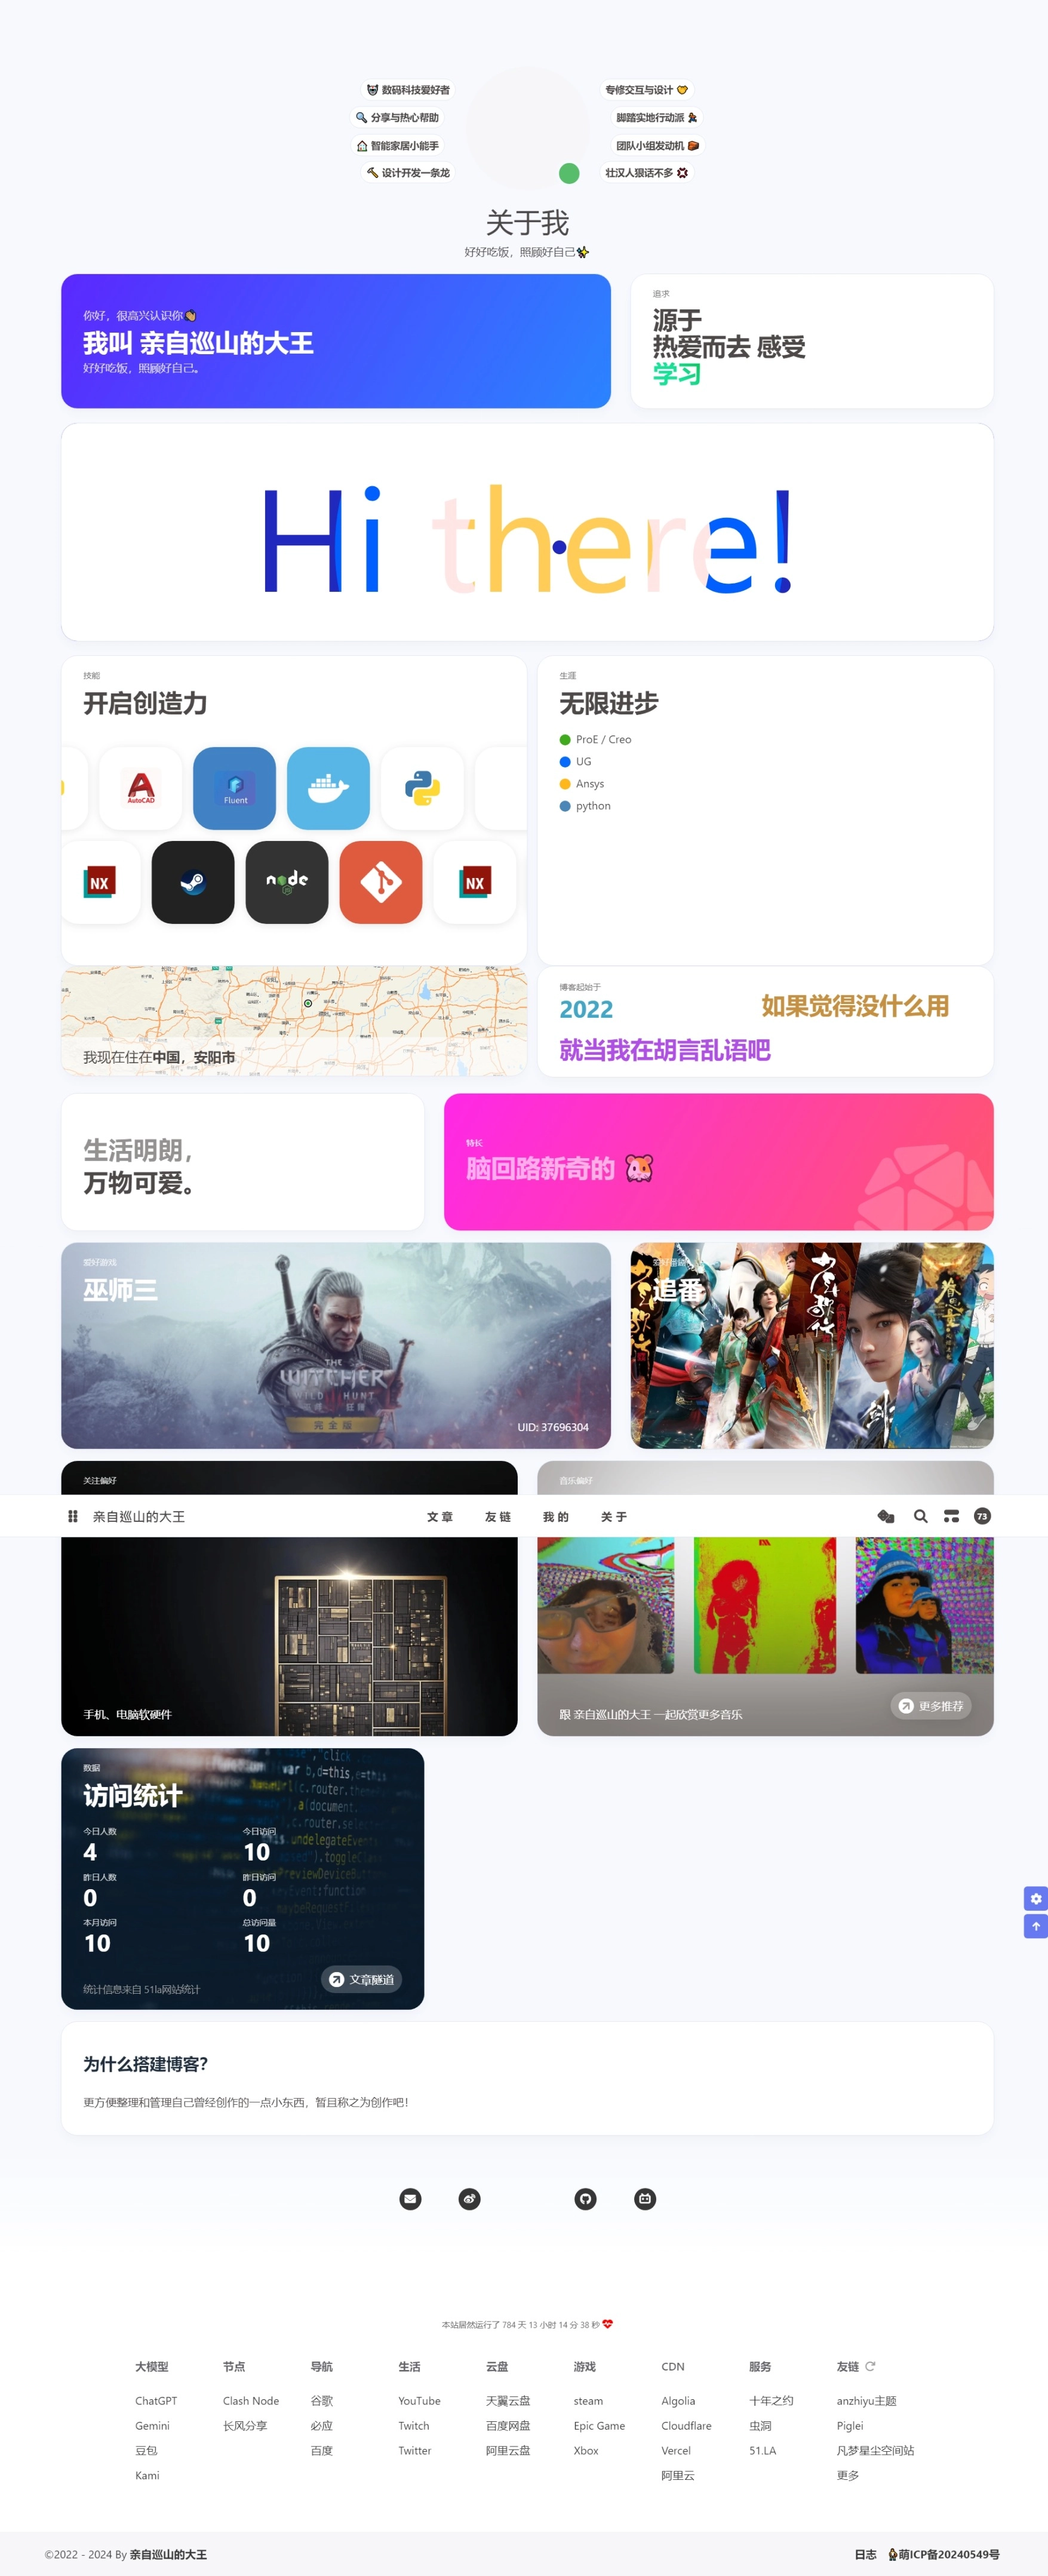 数码科技爱好者
专修交互与设计
分享与热心帮助
脚踏实地行动派
智能家居小能手
团队小组发动机
设计开发一条龙
壮汉人狠话不多
关于我
好好吃饭，照顾好自己
你好，很高兴认识你
我叫 亲自巡山的大王
好好吃饭，照顾好自己。
追求
源于
热爱而去 感受
学习
Hi there!
技能
开启创造力
AutoCAD
Fluent
NX
node
JS
NX
生涯
无限进步
ProE / Creo
UG
Ansys
python
我现在住在中国，安阳市
博客起始于
2022
如果觉得没什么用
就当我在胡言乱语吧
生活明朗，
万物可爱。
特长
脑回路新奇的
爱好游戏
巫师三
THE
WITCHER
WILD HUNT
完全版
UID: 37696304
追番
关注偏好
音乐偏好
亲自巡山的大王
文章
友链
我的
关于
73
手机、电脑软硬件
跟 亲自巡山的大王 一起欣赏更多音乐
更多推荐
数据
访问统计
今日人数
4
今日访问
10
昨日人数
0
昨日访问
0
本月访问
10
总访问量
10
统计信息来自 51la网站统计
文章隧道
为什么搭建博客？
更方便整理和管理自己曾经创作的一点小东西，暂且称之为创作吧！
本站居然运行了 784 天 13 小时 14 分 38 秒
大模型
ChatGPT
Gemini
豆包
Kami
节点
Clash Node
长风分享
导航
谷歌
必应
百度
生活
YouTube
Twitch
Twitter
云盘
天翼云盘
百度网盘
阿里云盘
游戏
steam
Epic Game
Xbox
CDN
Algolia
Cloudflare
Vercel
阿里云
服务
十年之约
虫洞
51.LA
友链
anzhiyu主题
Piglei
凡梦星尘空间站
更多
©2022 - 2024 By 亲自巡山的大王
日志
萌ICP备20240549号